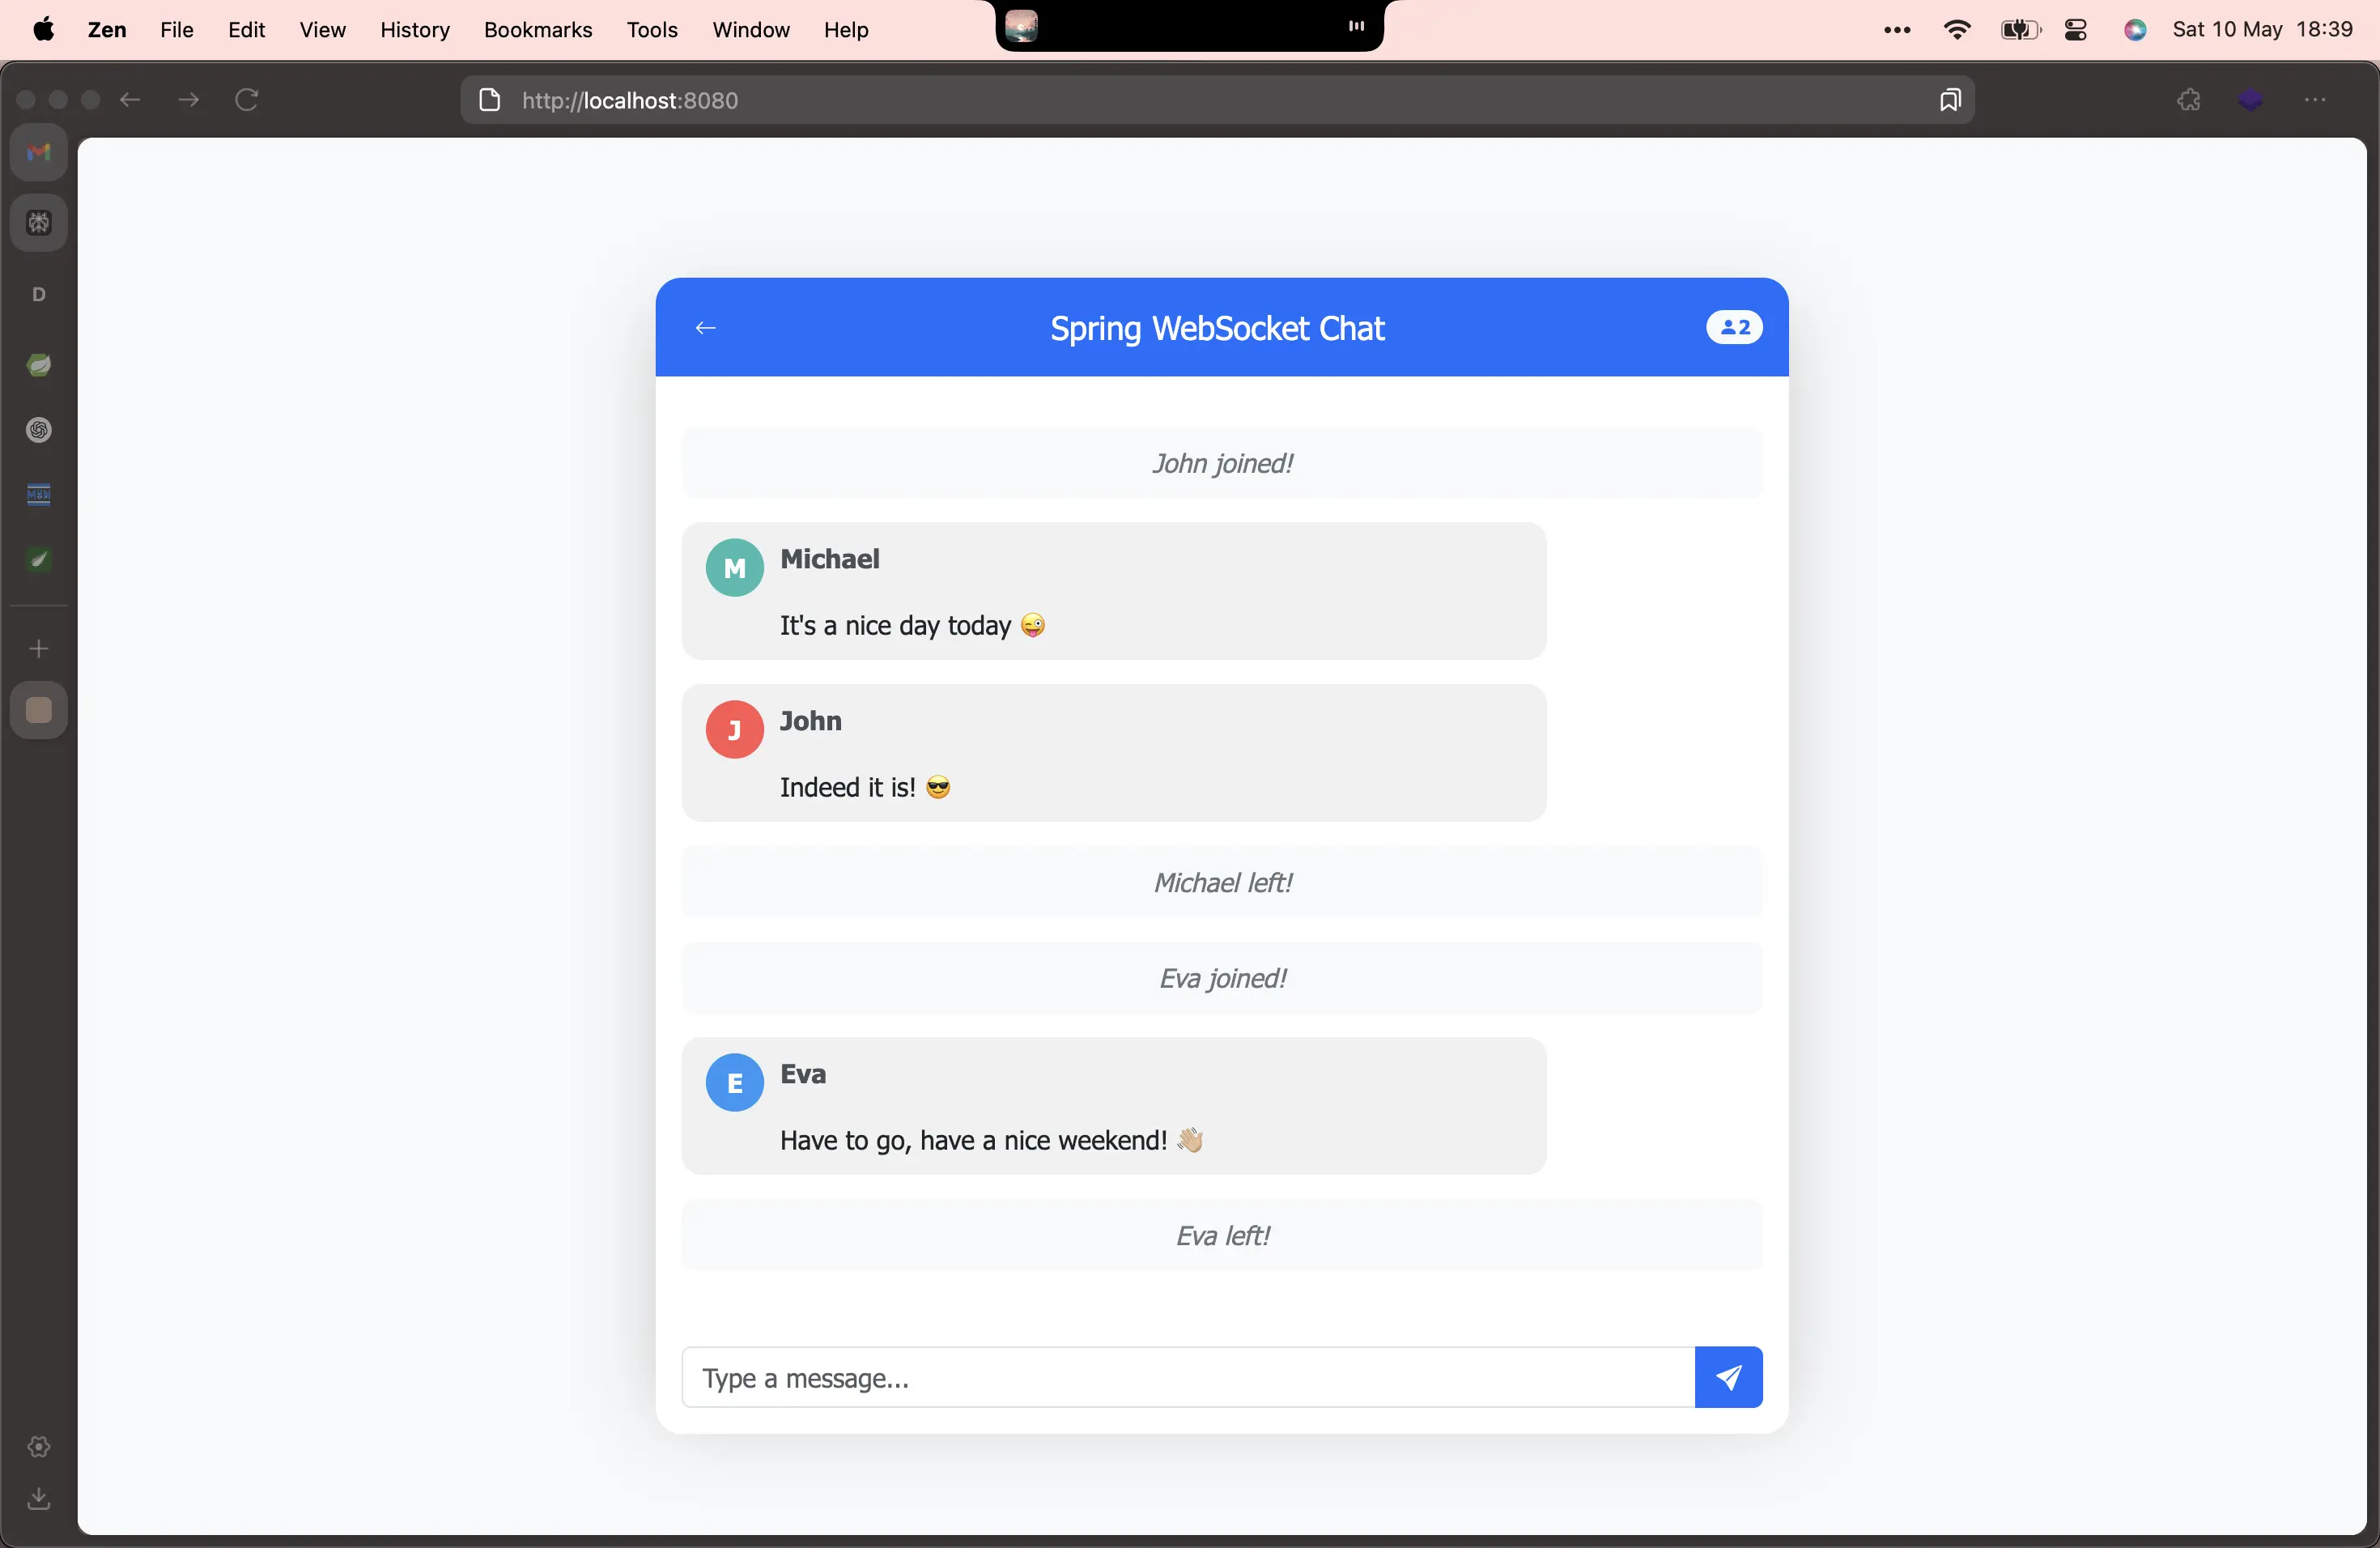 Zen File Edit View History Bookmarks Tools Window Help Sat 10 May 18:39
http://localhost:8080
D
Spring WebSocket Chat
2
John joined!
M
Michael
It's a nice day today 😜
J
John
Indeed it is! 😎
Michael left!
Eva joined!
E
Eva
Have to go, have a nice weekend! 👋🏼
Eva left!
Type a message...